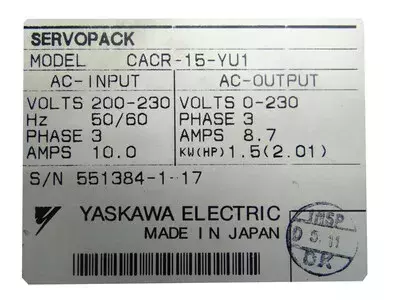 SERVOPACK
MODEL CACR-15-YU1
AC-INPUT AC-OUTPUT
VOLTS 200-230 VOLTS 0-230
Hz 50/60 PHASE 3
PHASE 3 AMPS 8.7
AMPS 10.0 KW(HP) 1.5(2.01)
S/N 551384-1-17
YASKAWA ELECTRIC
MADE IN JAPAN